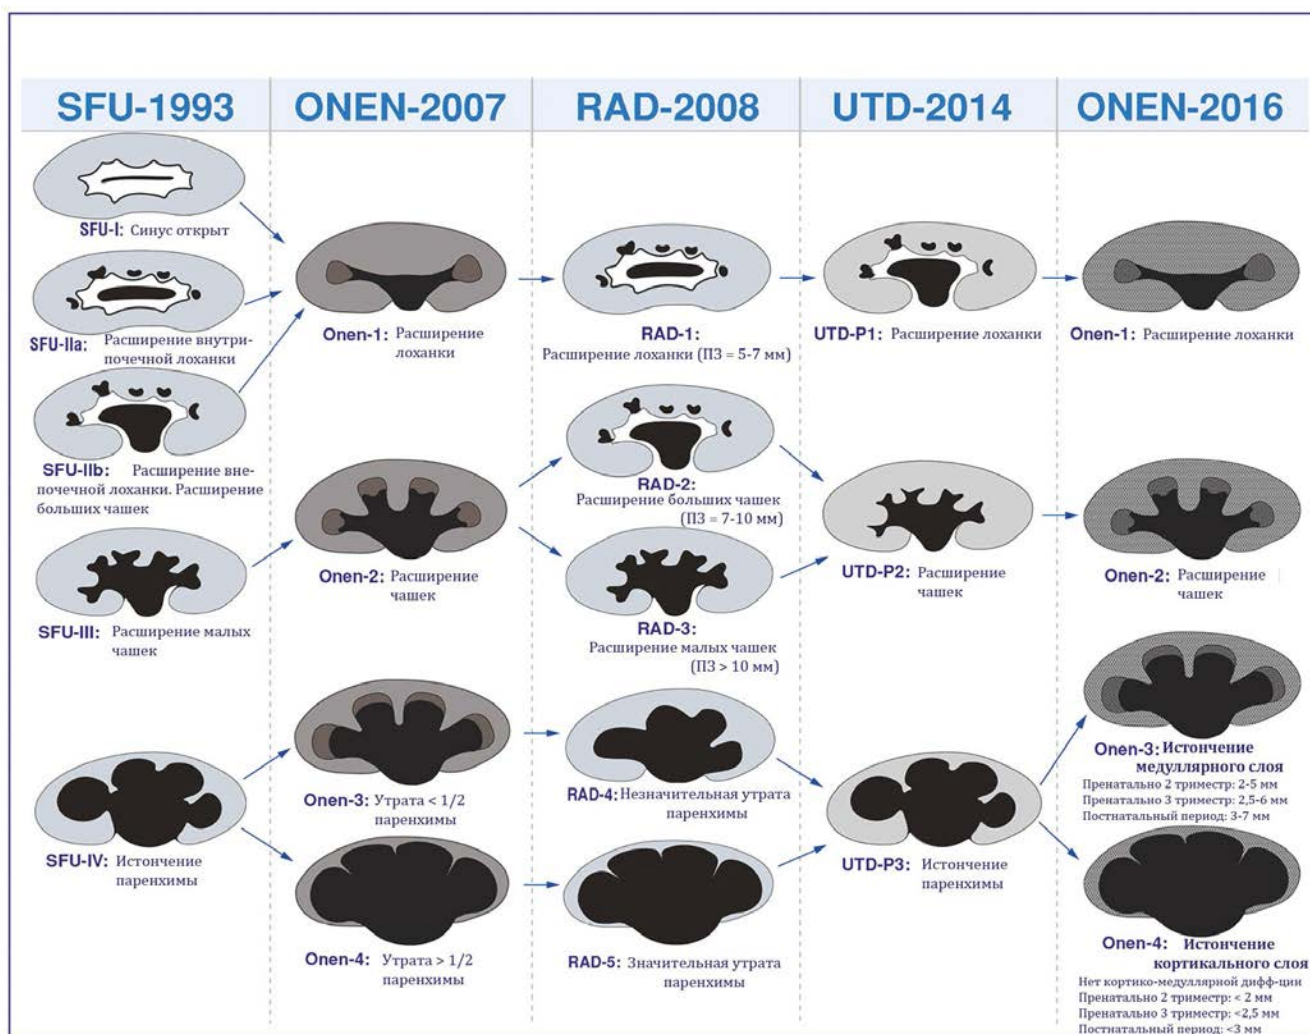 SFU-1993
ONEN-2007
RAD-2008
UTD-2014
ONEN-2016
SFU-I: Синус открыт
SFU-IIa: Расширение внутри-
почечной лоханки
SFU-IIb: Расширение вне-
почечной лоханки. Расширение
больших чашек
SFU-III: Расширение малых
чашек
SFU-IV: Истончение
паренхимы
Onen-1: Расширение
лоханки
Onen-2: Расширение
чашек
Onen-3: Утрата < 1/2
паренхимы
Onen-4: Утрата > 1/2
паренхимы
RAD-1:
Расширение лоханки (ПЗ = 5-7 мм)
RAD-2:
Расширение больших чашек
(ПЗ = 7-10 мм)
RAD-3:
Расширение малых чашек
(ПЗ > 10 мм)
RAD-4: Незначительная утрата
паренхимы
RAD-5: Значительная утрата
паренхимы
UTD-P1: Расширение лоханки
UTD-P2: Расширение
чашек
UTD-P3: Истончение
паренхимы
Onen-1: Расширение лоханки
Onen-2: Расширение
чашек
Onen-3: Истончение
медуллярного слоя
Пренатально 2 триместр: 2-5 мм
Пренатально 3 триместр: 2,5-6 мм
Постнатальный период: 3-7 мм
Onen-4: Истончение
кортикального слоя
Нет кортико-медуллярной дифф-ции
Пренатально 2 триместр: < 2 мм
Пренатально 3 триместр: <2,5 мм
Постнатальный период: <3 мм